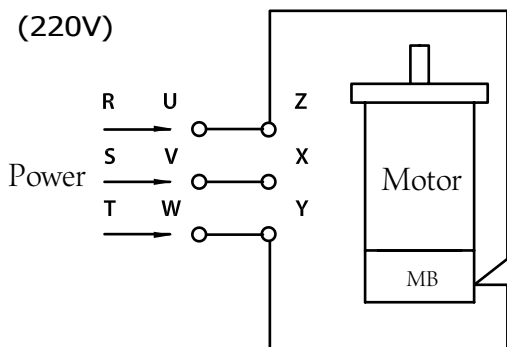 (220V)
R U Z
S V X
Power
Motor
T W Y
MB